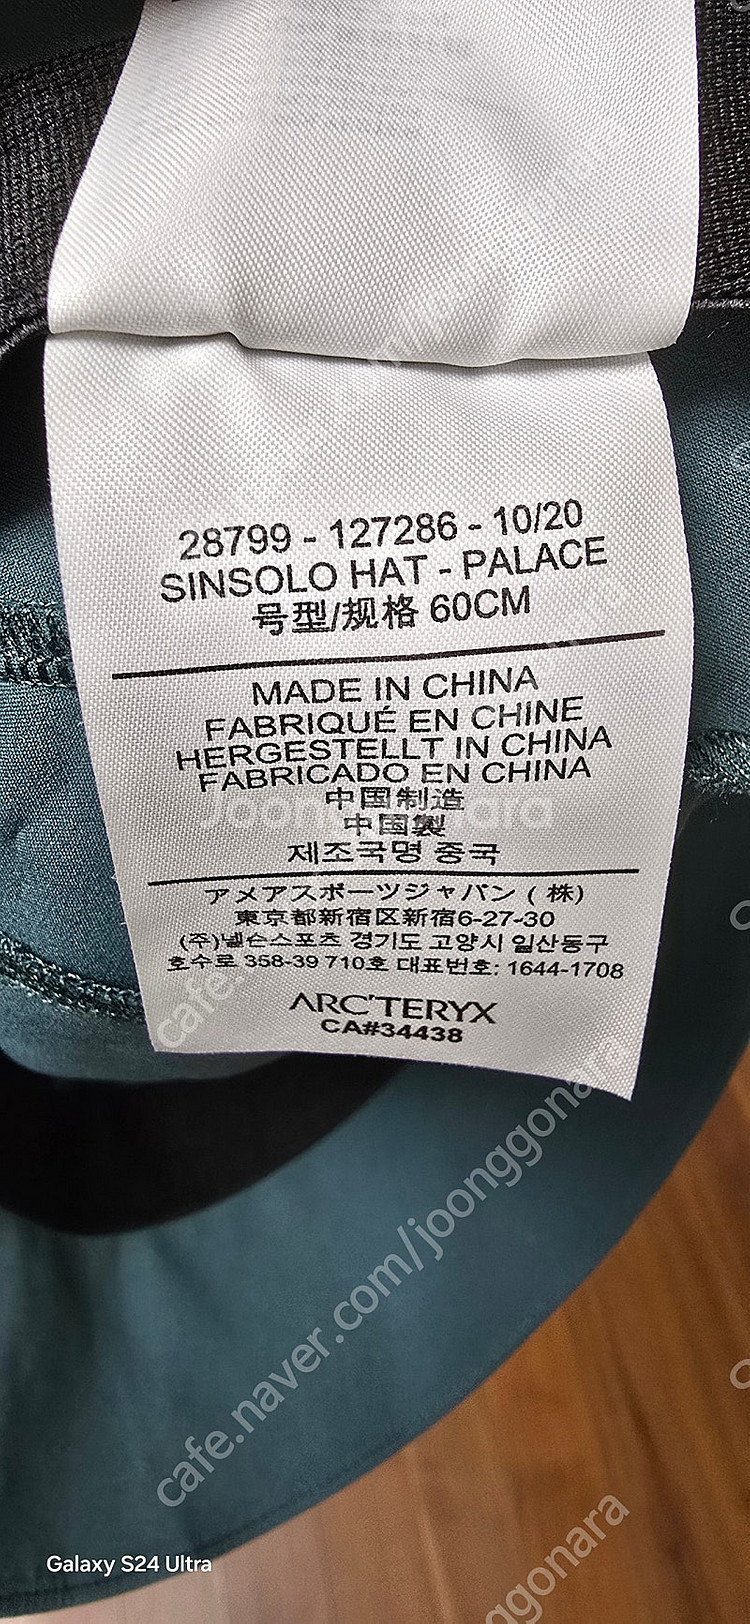 28799 - 127286 - 10/20
SINSOLO HAT - PALACE
号型/规格 60CM
MADE IN CHINA
FABRIQUÉ EN CHINE
HERGESTELLT IN CHINA
FABRICADO EN CHINA
中国制造
中国製
제조국명 중국
アメアスポーツジャパン ( 株)
東京都新宿区新宿6-27-30
(주)넬슨스포츠 경기도 고양시 일산동구
호수로 358-39 710호 대표번호: 1644-1708
ARC'TERYX
CA#34438
cafe.naver.com/joonggonara
Galaxy S24 Ultra